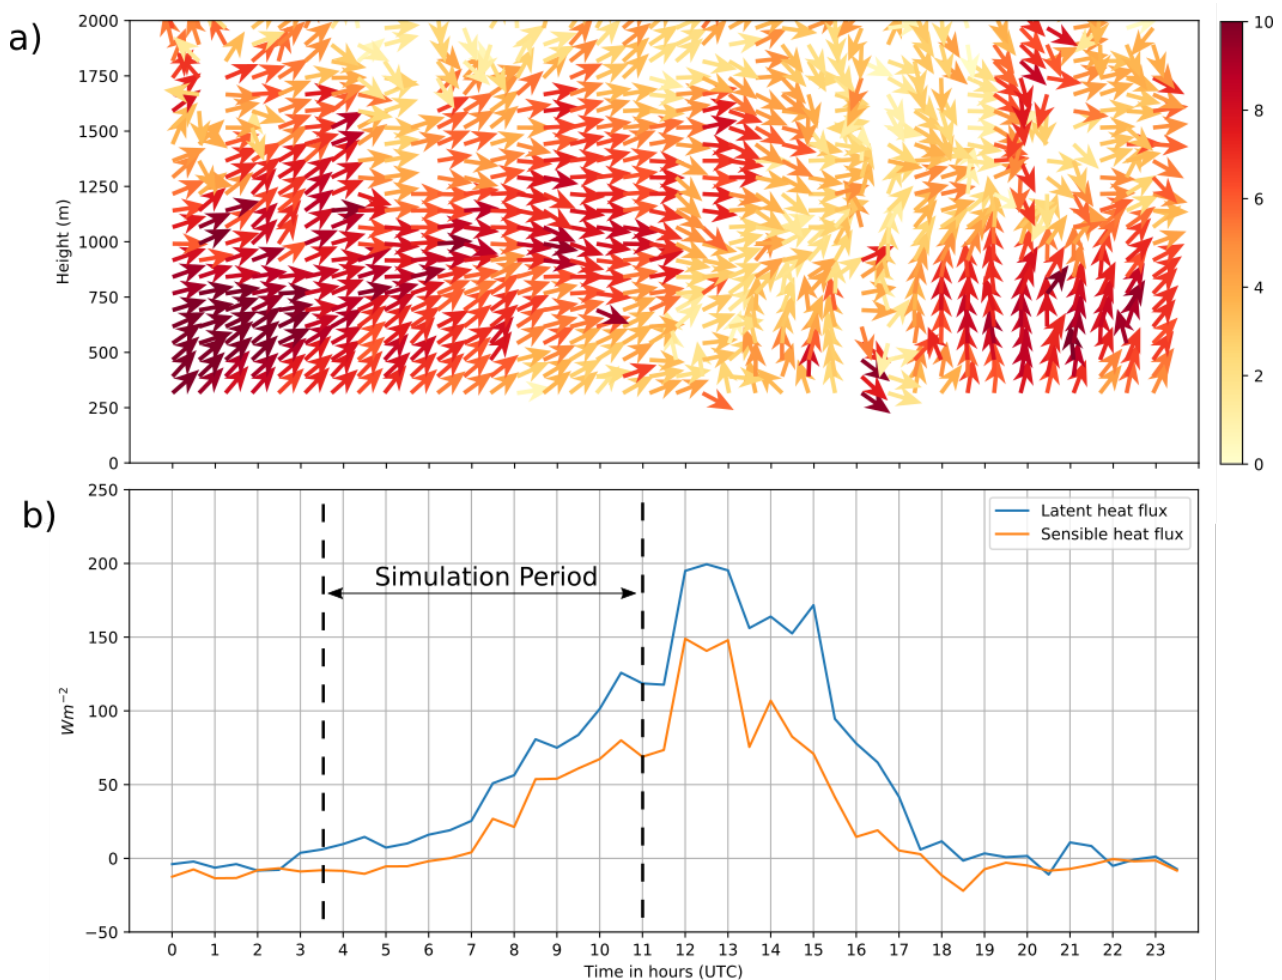 a)
2000
1750
1500
1250
1000
750
500
250
0
Height (m)
10
8
6
4
2
0
b)
250
200
150
100
50
0
−50
Wm⁻²
Latent heat flux
Sensible heat flux
Simulation Period
0 1 2 3 4 5 6 7 8 9 10 11 12 13 14 15 16 17 18 19 20 21 22 23
Time in hours (UTC)